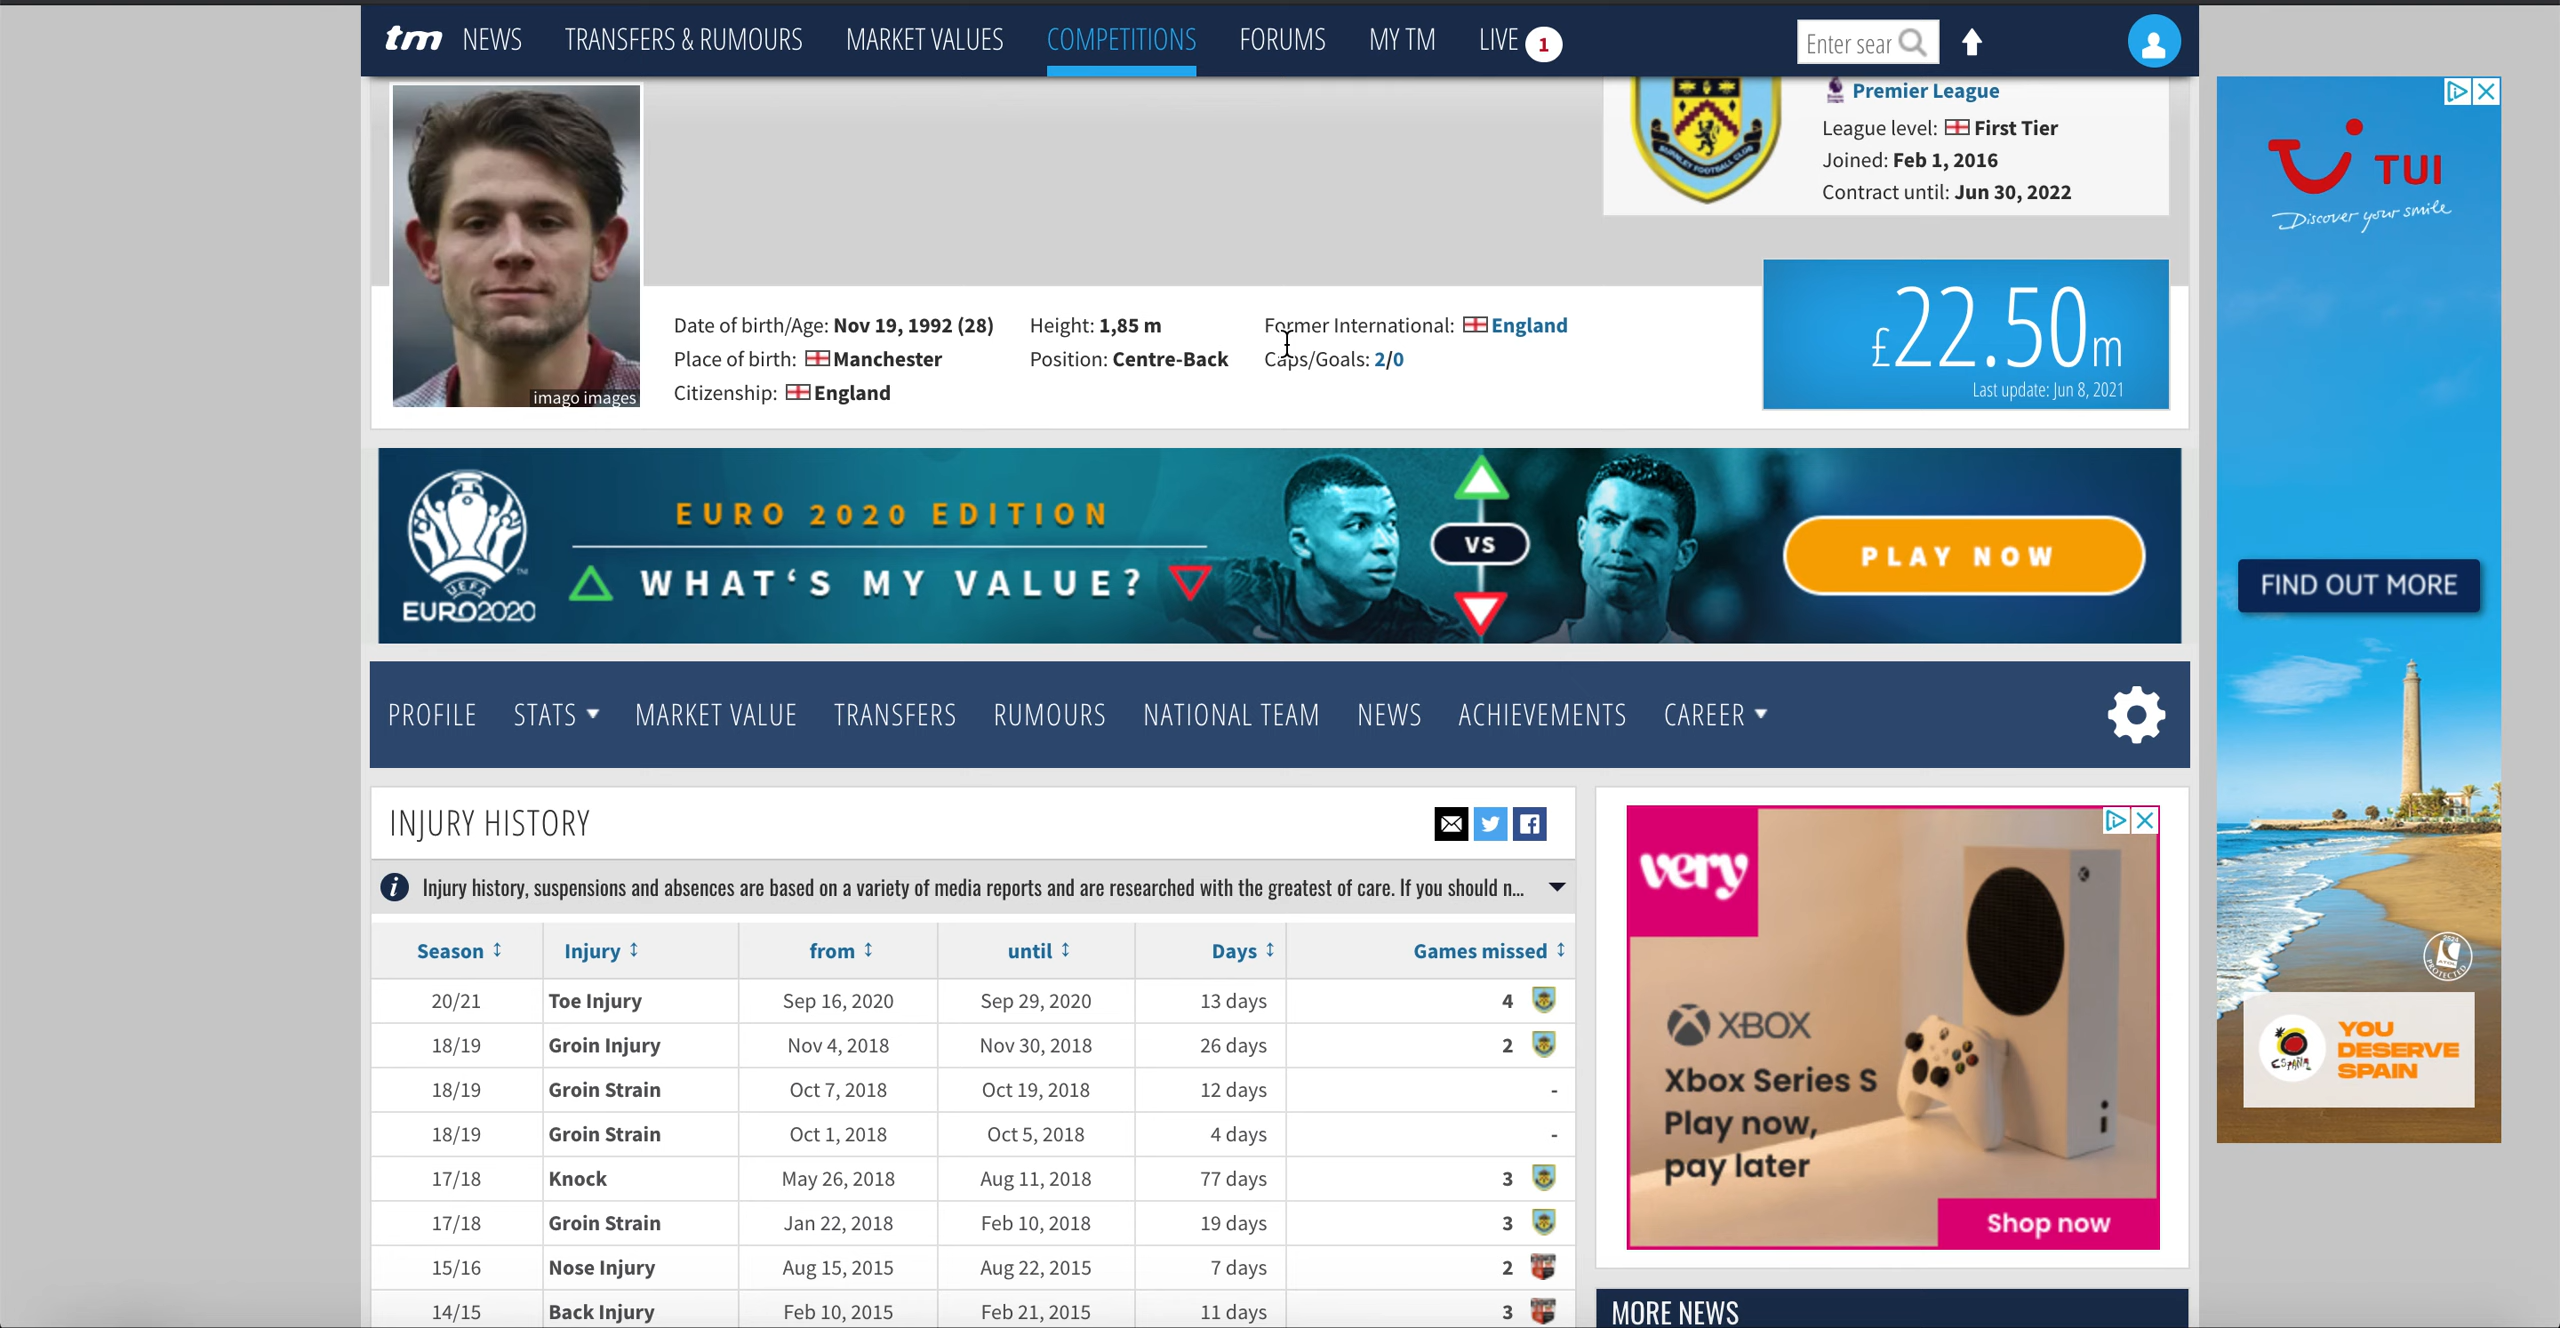 tm NEWS TRANSFERS & RUMOURS MARKET VALUES COMPETITIONS FORUMS MY TM LIVE 1 Enter sear
BURNLEY FOOTBALL CLUB
Premier League
League level: First Tier
Joined: Feb 1, 2016
Contract until: Jun 30, 2022
imago images
Date of birth/Age: Nov 19, 1992 (28)
Place of birth: Manchester
Citizenship: England
Height: 1,85 m
Position: Centre-Back
Former International: England
Caps/Goals: 2/0
£22.50m
Last update: Jun 8, 2021
UEFA
EURO2020
EURO 2020 EDITION
WHAT'S MY VALUE?
VS
PLAY NOW
PROFILE STATS MARKET VALUE TRANSFERS RUMOURS NATIONAL TEAM NEWS ACHIEVEMENTS CAREER
INJURY HISTORY
Injury history, suspensions and absences are based on a variety of media reports and are researched with the greatest of care. If you should n...
Season Injury from until Days Games missed
20/21 Toe Injury Sep 16, 2020 Sep 29, 2020 13 days 4
18/19 Groin Injury Nov 4, 2018 Nov 30, 2018 26 days 2
18/19 Groin Strain Oct 7, 2018 Oct 19, 2018 12 days -
18/19 Groin Strain Oct 1, 2018 Oct 5, 2018 4 days -
17/18 Knock May 26, 2018 Aug 11, 2018 77 days 3
17/18 Groin Strain Jan 22, 2018 Feb 10, 2018 19 days 3
15/16 Nose Injury Aug 15, 2015 Aug 22, 2015 7 days 2
14/15 Back Injury Feb 10, 2015 Feb 21, 2015 11 days 3
very
XBOX
Xbox Series S
Play now,
pay later
Shop now
MORE NEWS
TUI
Discover your smile
FIND OUT MORE
PROTECTED
ESPAÑA
YOU
DESERVE
SPAIN